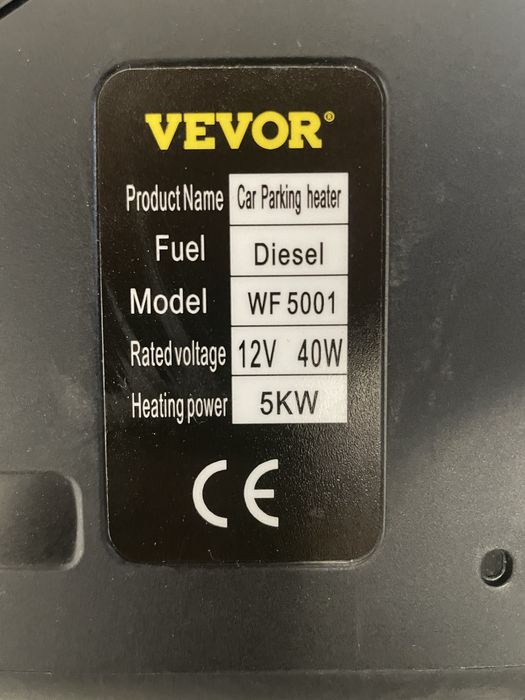 VEVOR®
Product Name Car Parking heater
Fuel Diesel
Model WF 5001
Rated voltage 12V 40W
Heating power 5KW
CE